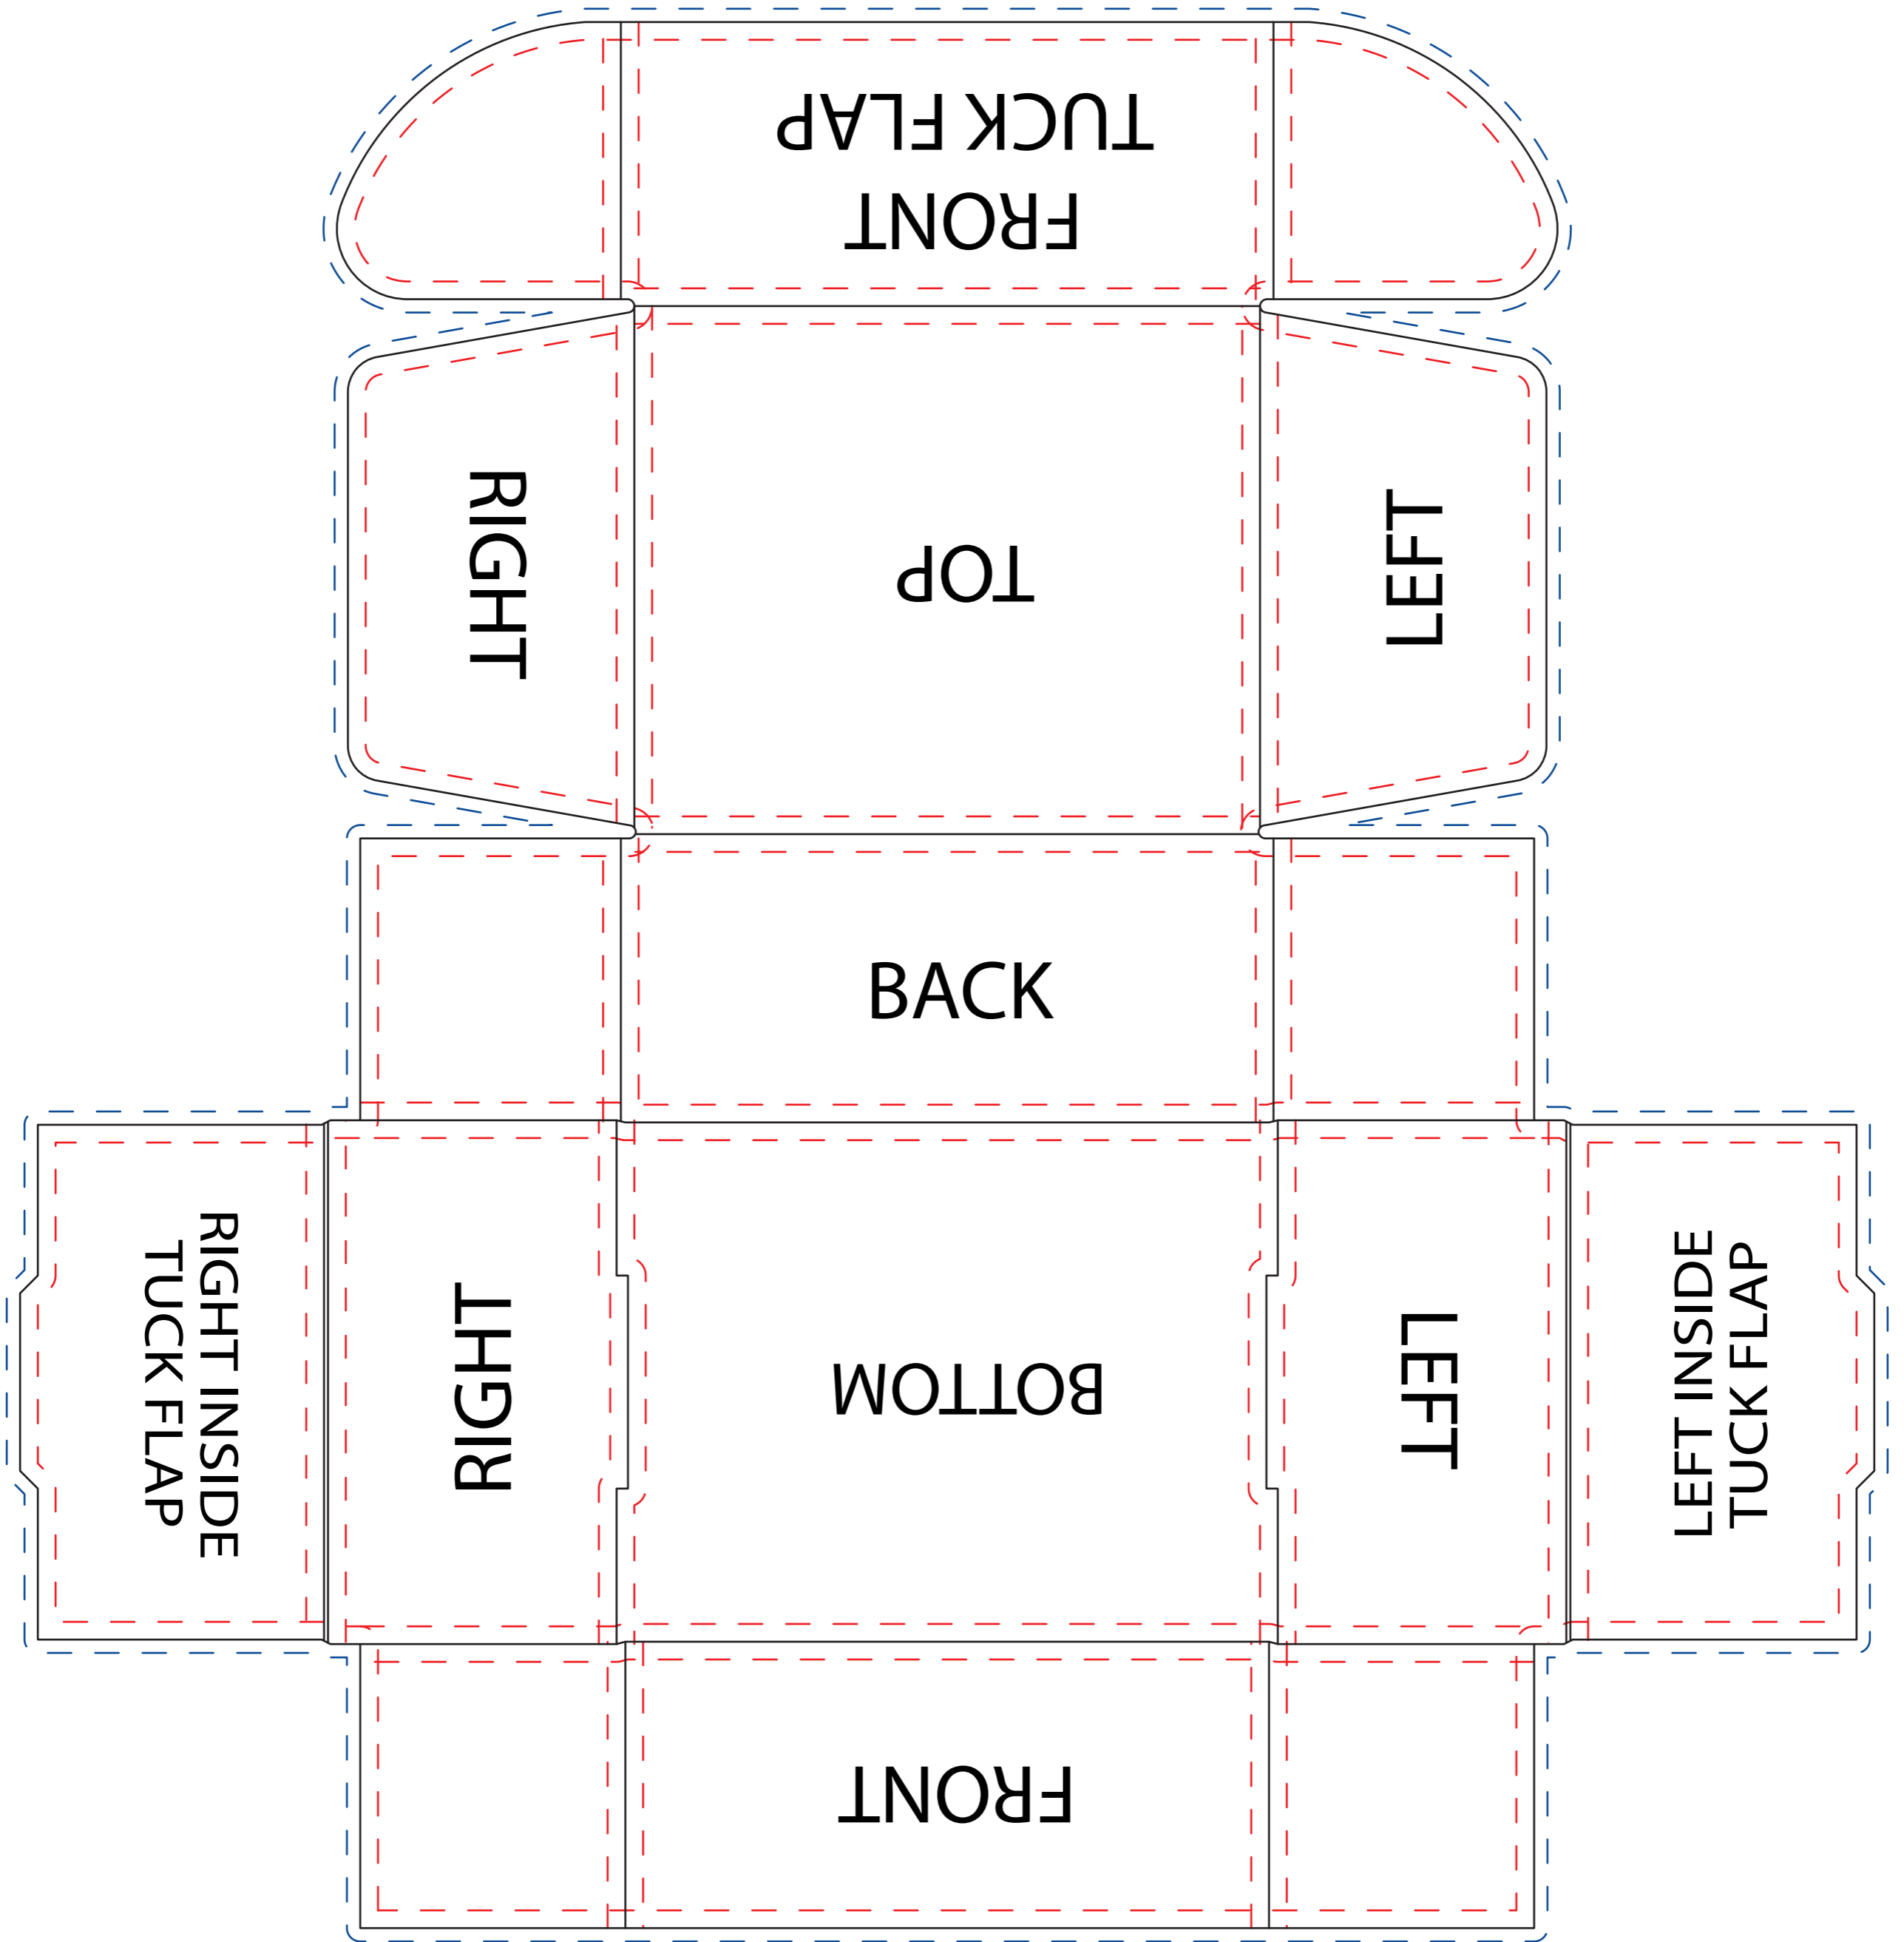 FRONT
TUCK FLAP
RIGHT
TOP
LEFT
BACK
RIGHT INSIDE
TUCK FLAP
RIGHT
BOTTOM
LEFT
LEFT INSIDE
TUCK FLAP
FRONT